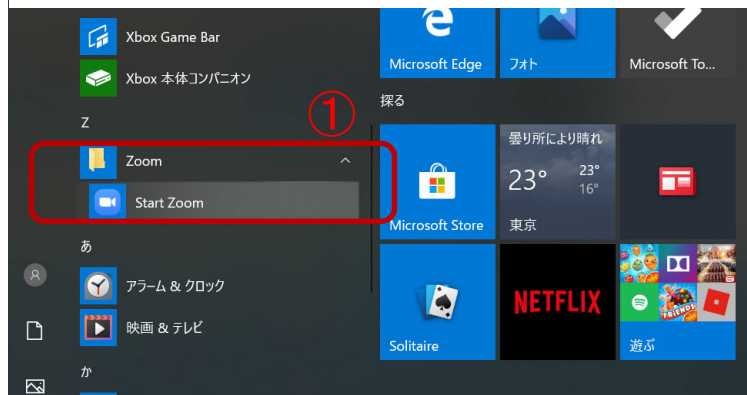 Xbox Game Bar
Xbox 本体コンパニオン
①
Z
Zoom
Start Zoom
あ
アラーム & クロック
映画 & テレビ
か
Microsoft Edge
フォト
Microsoft To...
探る
Microsoft Store
曇り所により晴れ
23°
23°
16°
東京
Solitaire
NETFLIX
FRIENDS
遊ぶ